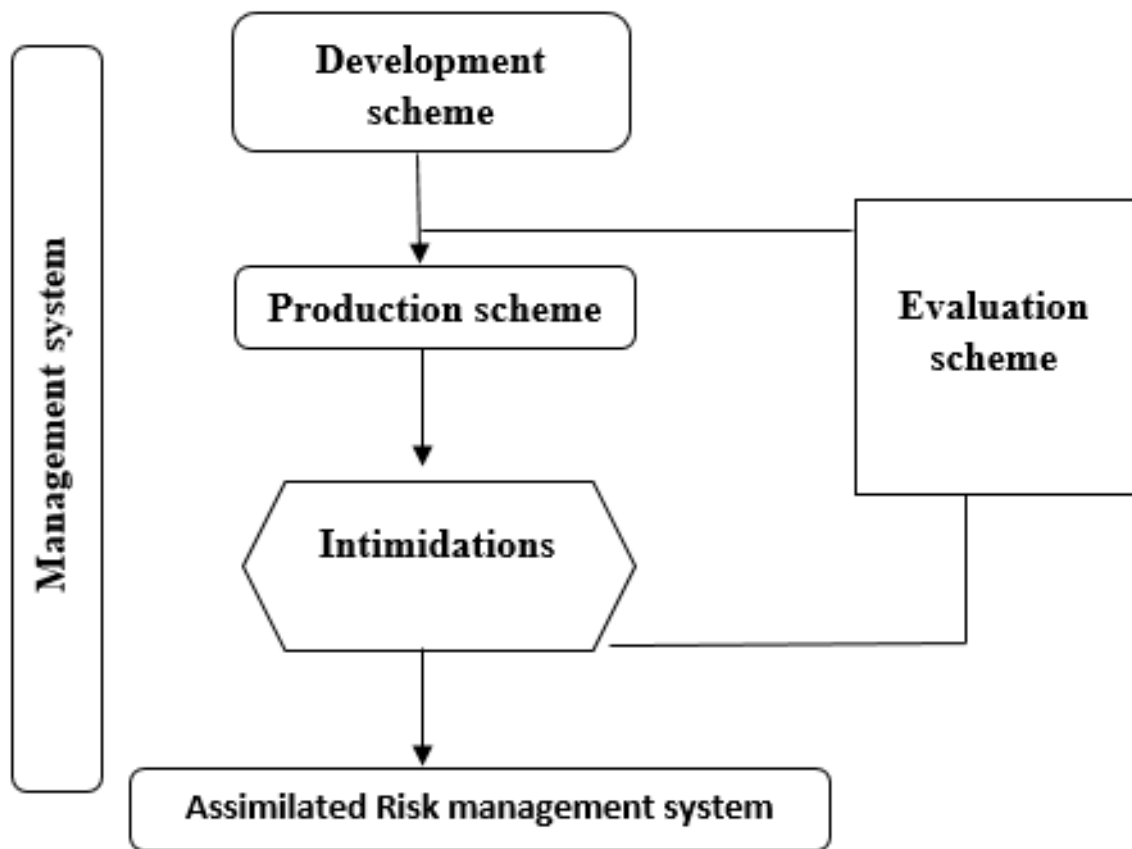 Development
scheme
Management system
Production scheme
Evaluation
scheme
Intimidations
Assimilated Risk management system